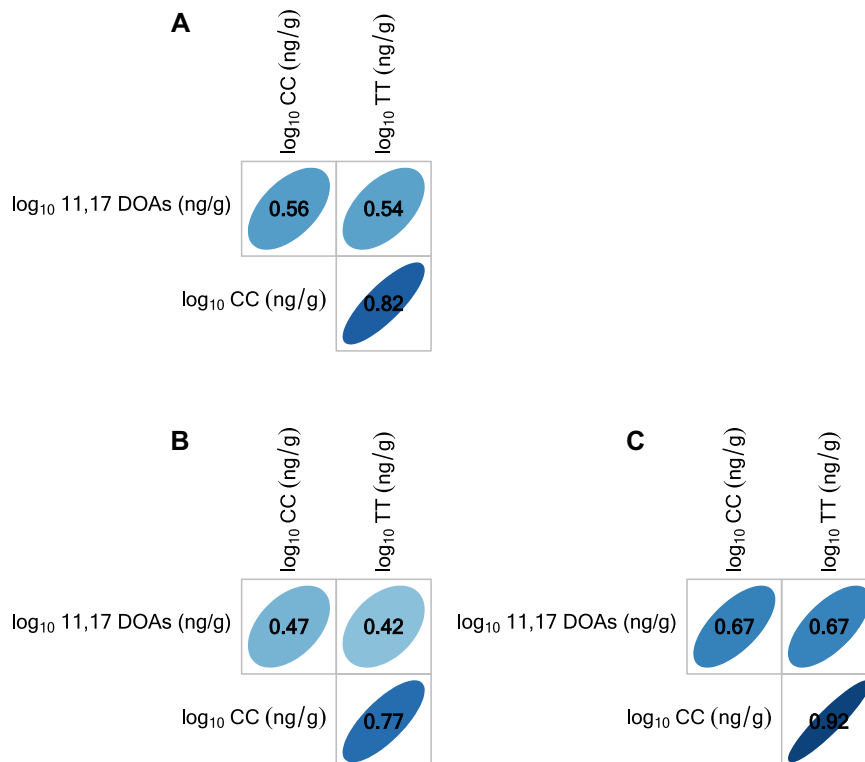 A
log₁₀ CC (ng/g)
log₁₀ TT (ng/g)
log₁₀ 11,17 DOAs (ng/g)
0.56
0.54
log₁₀ CC (ng/g)
0.82
B
log₁₀ CC (ng/g)
log₁₀ TT (ng/g)
log₁₀ 11,17 DOAs (ng/g)
0.47
0.42
log₁₀ CC (ng/g)
0.77
C
log₁₀ CC (ng/g)
log₁₀ TT (ng/g)
log₁₀ 11,17 DOAs (ng/g)
0.67
0.67
log₁₀ CC (ng/g)
0.92